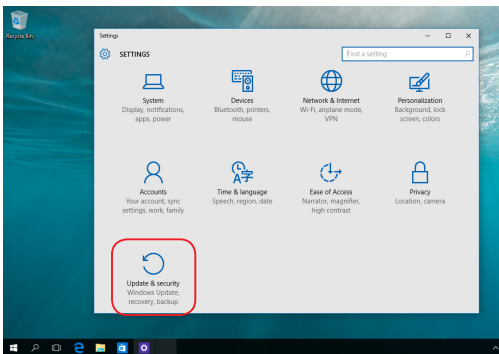 Recycle Bin
Settings
SETTINGS
Find a setting
System
Display, notifications,
apps, power
Devices
Bluetooth, printers,
mouse
Network & Internet
Wi-Fi, airplane mode,
VPN
Personalization
Background, lock
screen, colors
Accounts
Your account, sync
settings, work, family
Time & language
Speech, region, date
Ease of Access
Narrator, magnifier,
high contrast
Privacy
Location, camera
Update & security
Windows Update,
recovery, backup